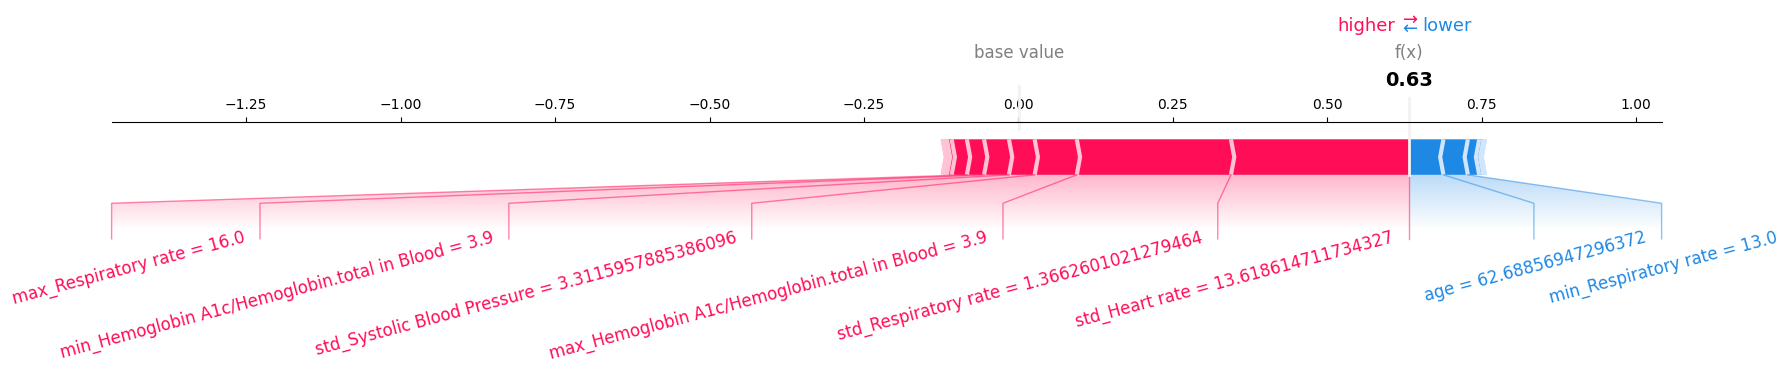 higher ⇄ lower
base value f(x)
0.63
−1.25 −1.00 −0.75 −0.50 −0.25 0.00 0.25 0.50 0.75 1.00
max_Respiratory rate = 16.0
min_Hemoglobin A1c/Hemoglobin.total in Blood = 3.9
std_Systolic Blood Pressure = 3.3115957885386096
max_Hemoglobin A1c/Hemoglobin.total in Blood = 3.9
std_Respiratory rate = 1.3662601021279464
std_Heart rate = 13.618614711734327
age = 62.68856947296372
min_Respiratory rate = 13.0